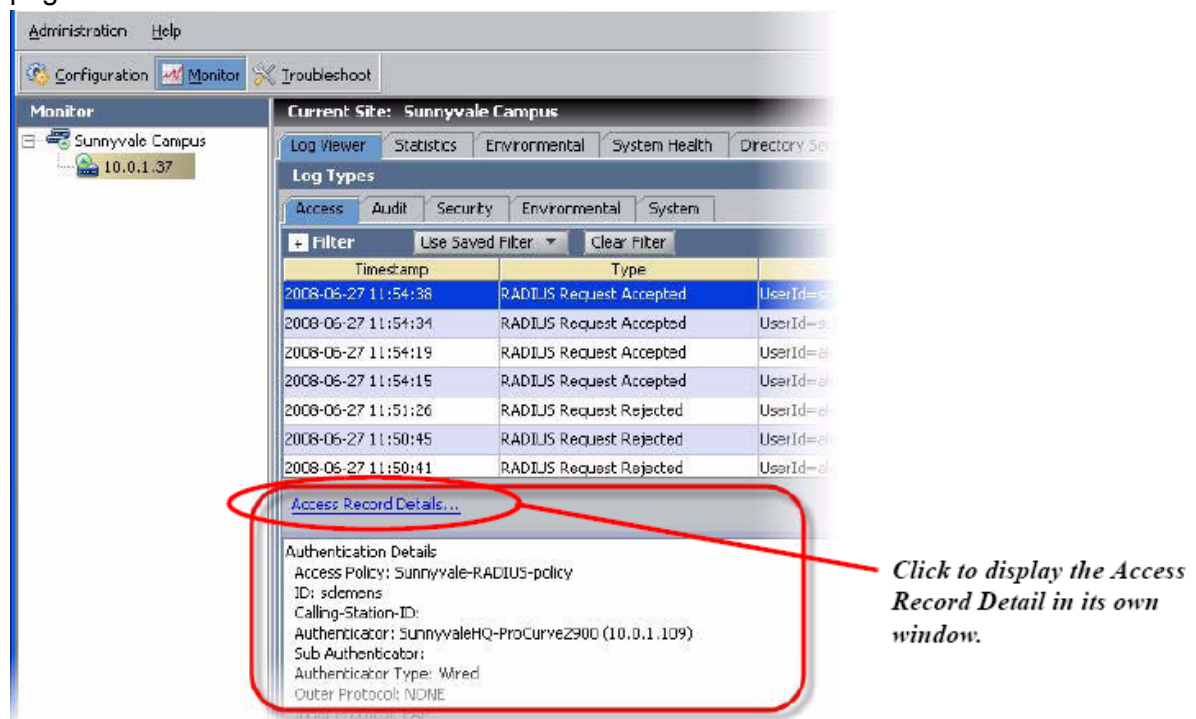 Administration Help
Configuration Monitor Troubleshoot
Monitor
Sunnyvale Campus
10.0.1.37
Current Site: Sunnyvale Campus
Log Viewer Statistics Environmental System Health Directory
Log Types
Access Audit Security Environmental System
+ Filter Use Saved Filter Clear Filter
Timestamp Type
2008-06-27 11:54:38 RADIUS Request Accepted UserId=
2008-06-27 11:54:34 RADIUS Request Accepted UserId=
2008-06-27 11:54:19 RADIUS Request Accepted UserId=
2008-06-27 11:54:15 RADIUS Request Accepted UserId=
2008-06-27 11:51:26 RADIUS Request Rejected UserId=
2008-06-27 11:50:45 RADIUS Request Rejected UserId=
2008-06-27 11:50:41 RADIUS Request Rejected UserId=
Access Record Details...
Authentication Details
Access Policy: Sunnyvale-RADIUS-policy
ID: sdemens
Calling-Station-ID:
Authenticator: SunnyvaleHQ-ProCurve2900 (10.0.1.109)
Sub Authenticator:
Authenticator Type: Wired
Outer Protocol: NONE
Click to display the Access
Record Detail in its own
window.